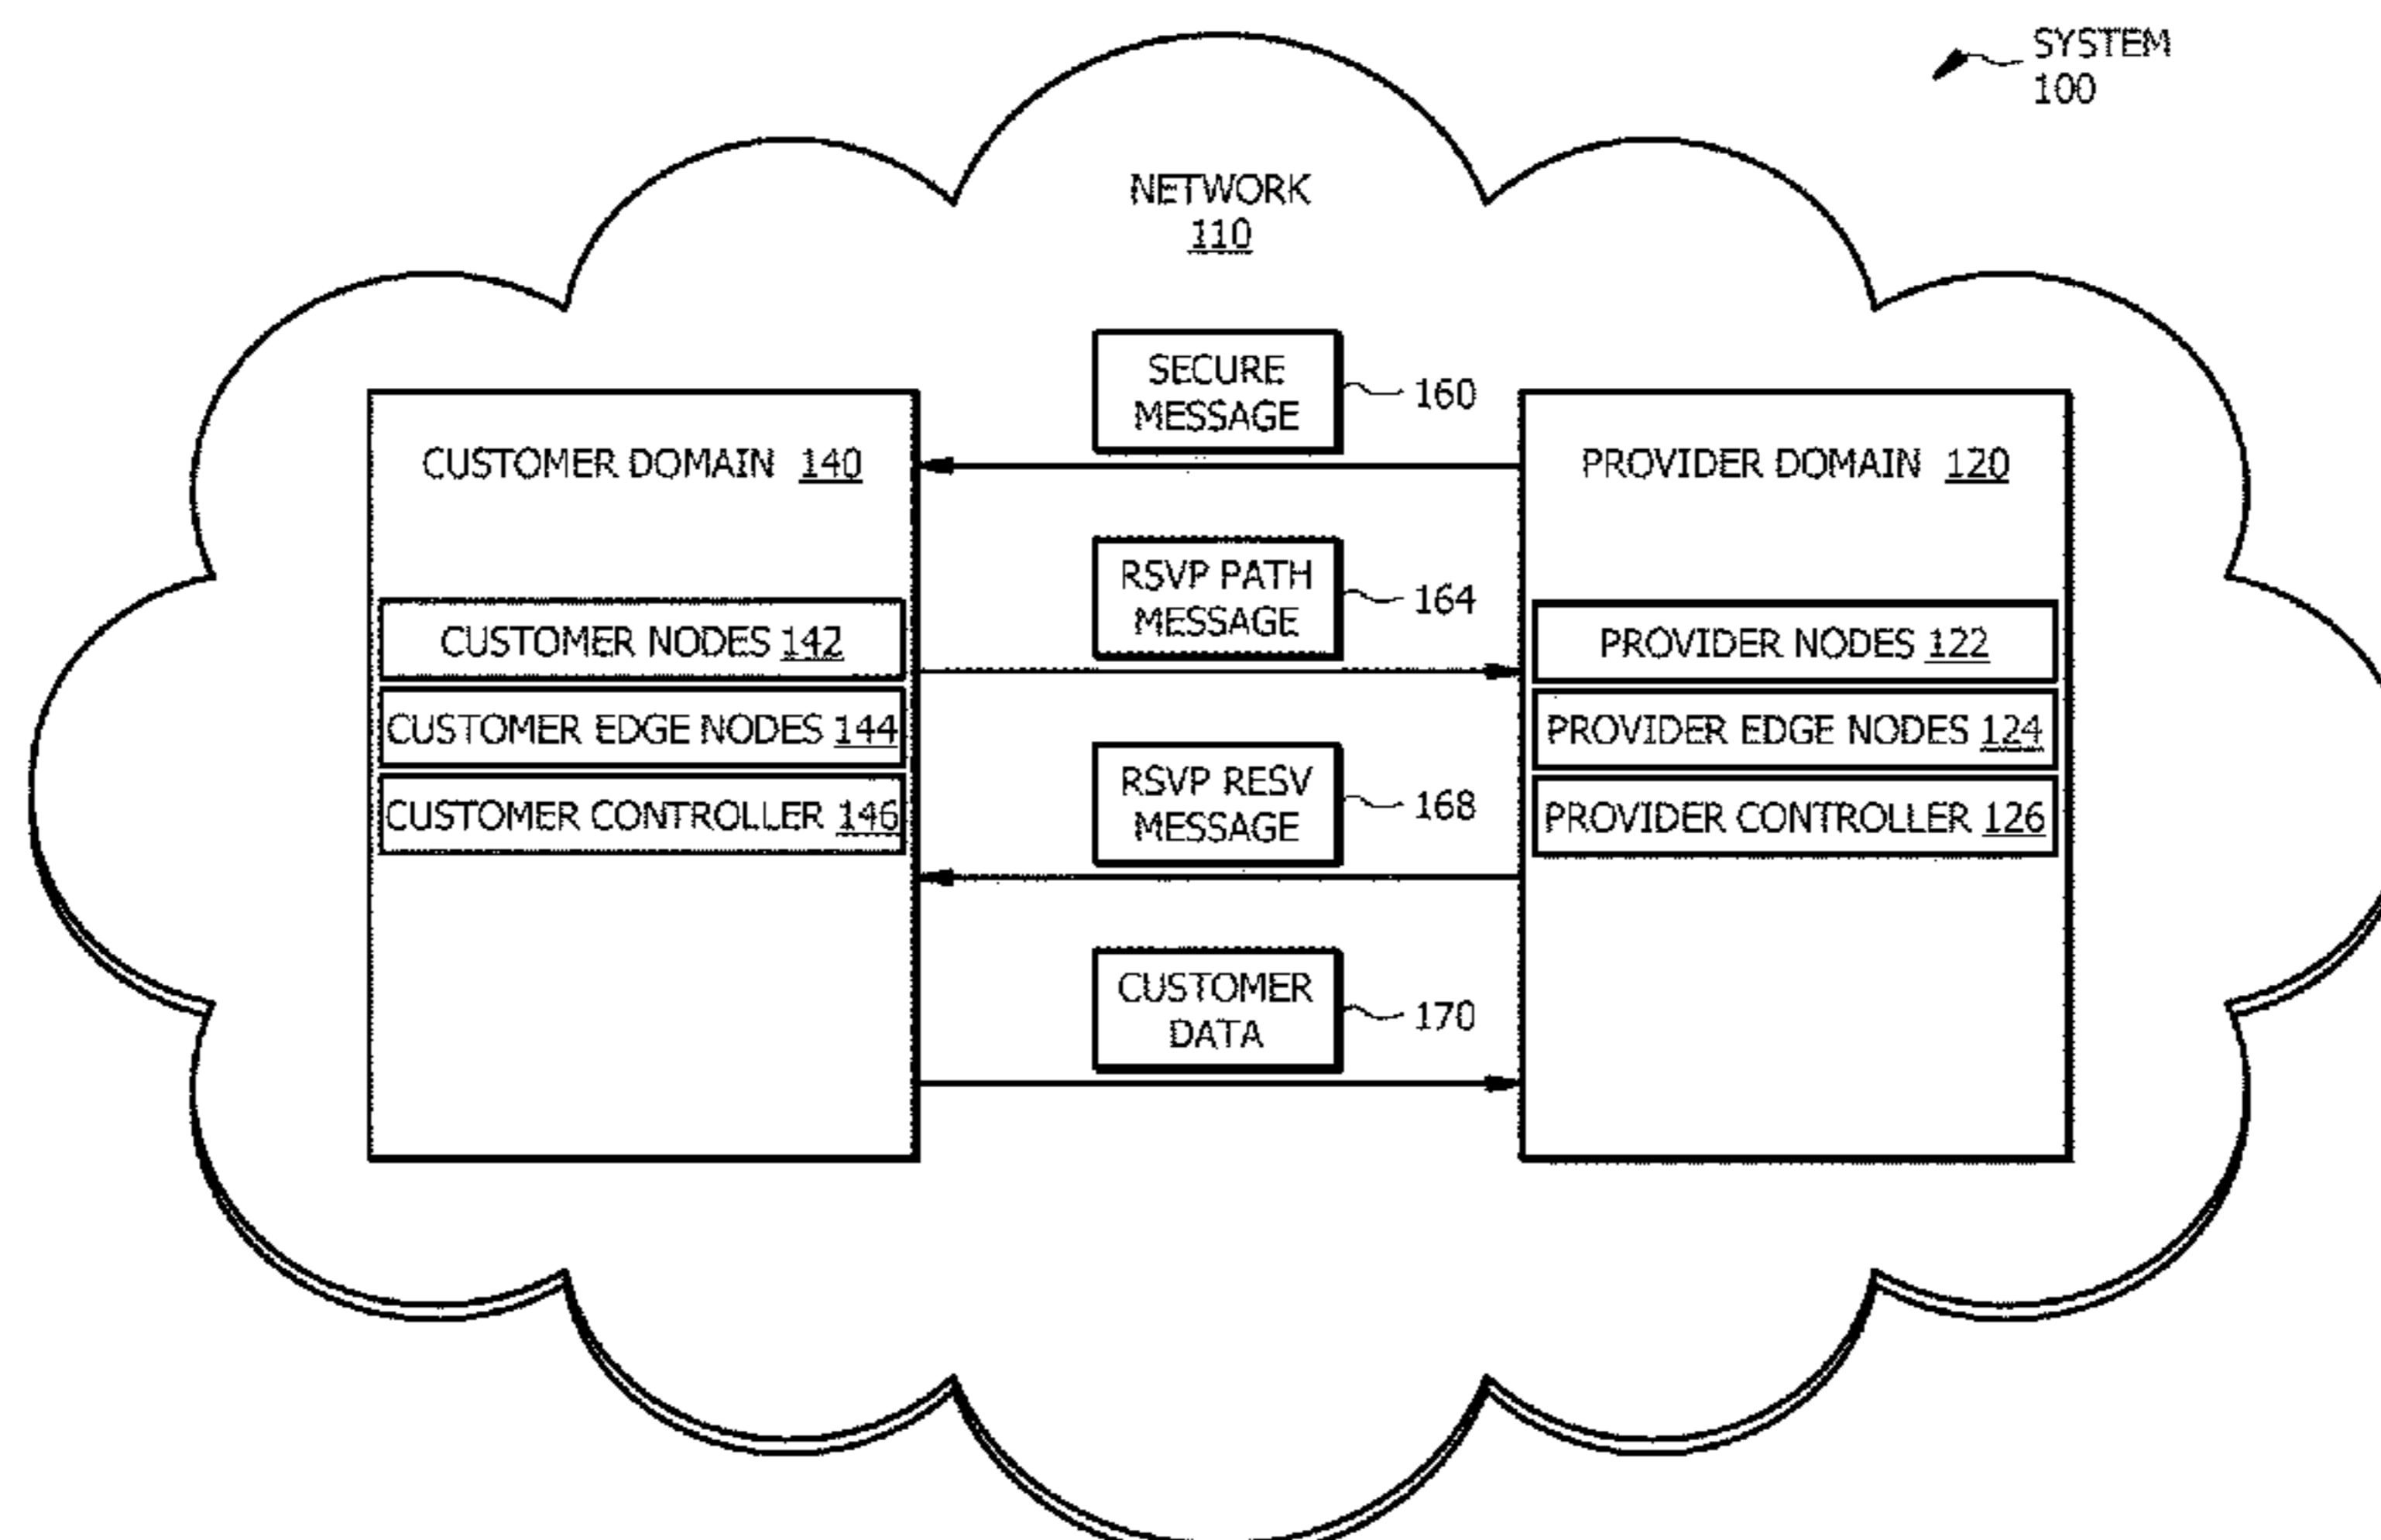 SYSTEM
100
NETWORK
110
SECURE
MESSAGE
160
CUSTOMER DOMAIN 140
PROVIDER DOMAIN 120
RSVP PATH
MESSAGE
164
CUSTOMER NODES 142
PROVIDER NODES 122
CUSTOMER EDGE NODES 144
PROVIDER EDGE NODES 124
RSVP RESV
MESSAGE
168
CUSTOMER CONTROLLER 146
PROVIDER CONTROLLER 126
CUSTOMER
DATA
170